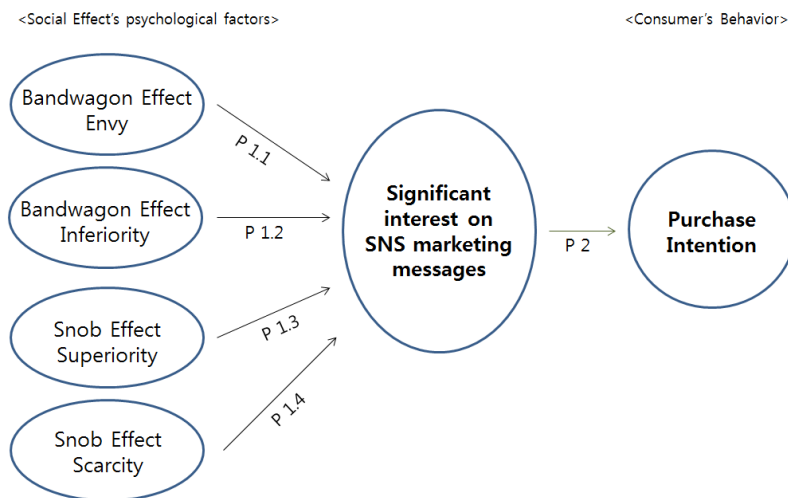 <Social Effect's psychological factors>
<Consumer's Behavior>
Bandwagon Effect
Envy
P 1.1
Bandwagon Effect
Inferiority
P 1.2
Snob Effect
Superiority
P 1.3
Snob Effect
Scarcity
P 1.4
Significant
interest on
SNS marketing
messages
P 2
Purchase
Intention